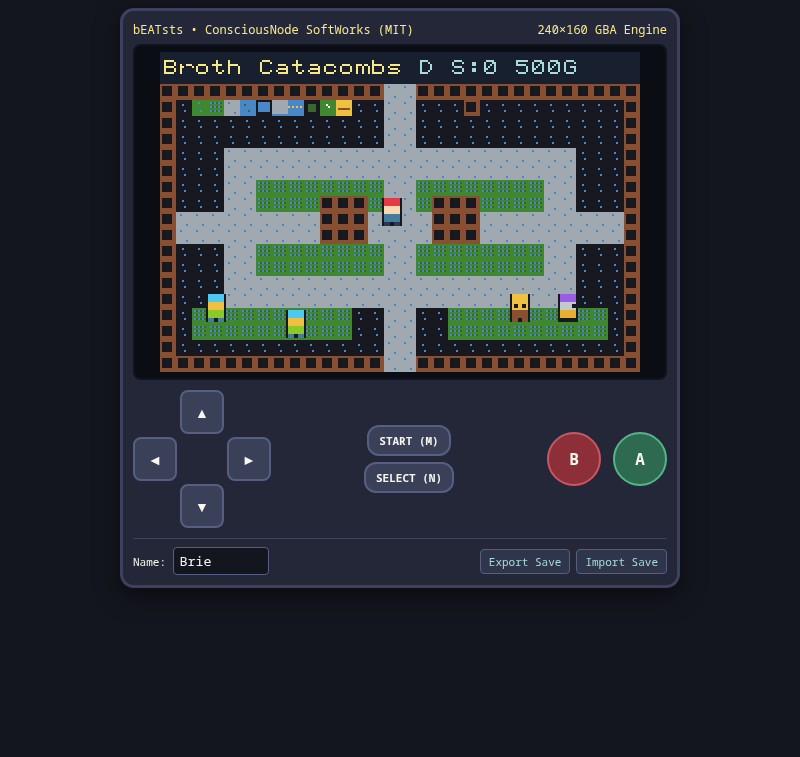 bEATsts • ConsciousNode SoftWorks (MIT)
240×160 GBA Engine
Broth Catacombs D S:0 500G
▲
◄ ►
▼
START (M)
SELECT (N)
B A
Name: Brie
Export Save Import Save